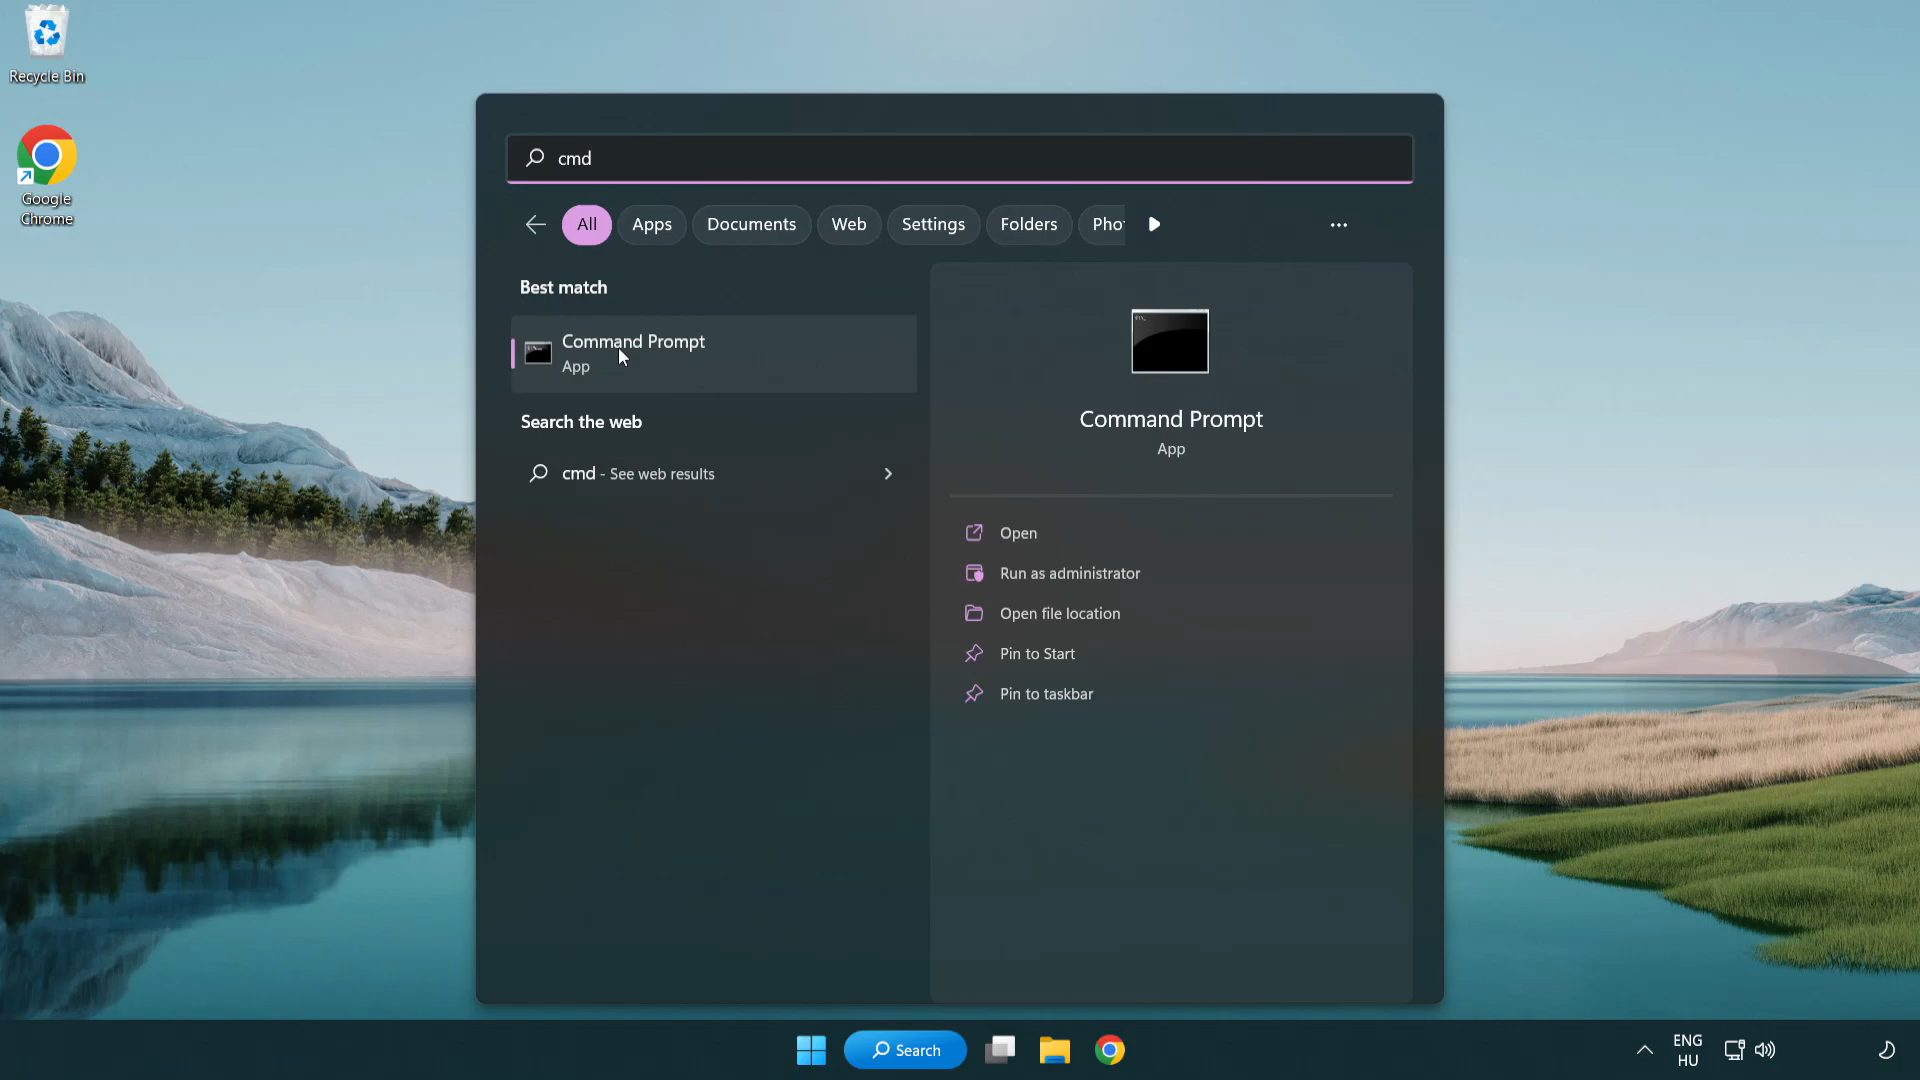 Recycle Bin
Google
Chrome
cmd
All
Apps
Documents
Web
Settings
Folders
Pho
Best match
Command Prompt
App
Search the web
cmd - See web results
Command Prompt
App
Open
Run as administrator
Open file location
Pin to Start
Pin to taskbar
Search
ENG
HU